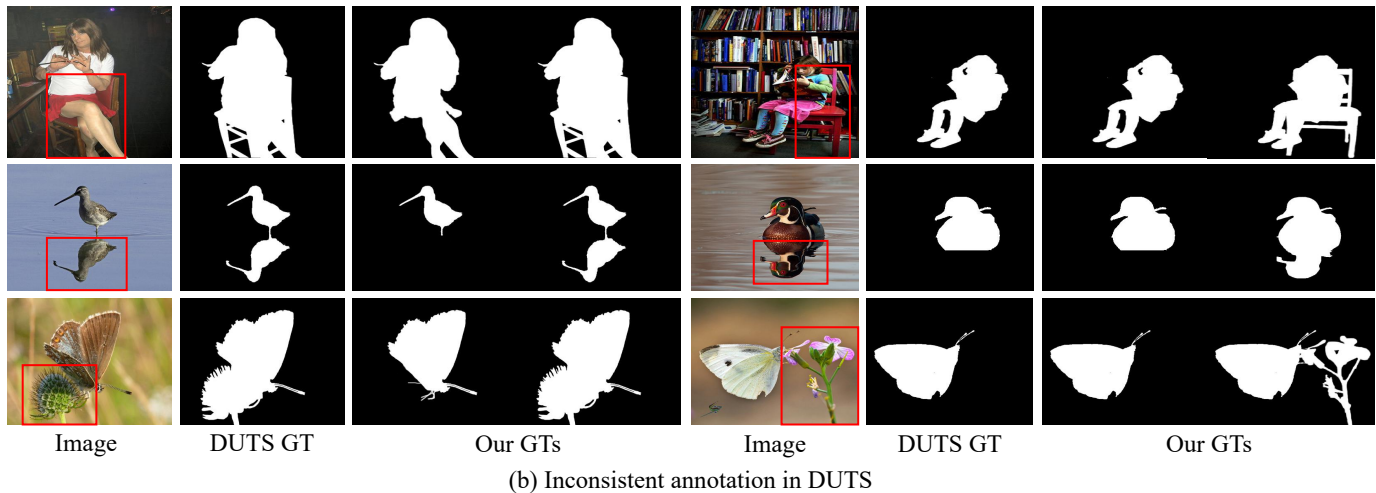 Image DUTS GT Our GTs Image DUTS GT Our GTs
(b) Inconsistent annotation in DUTS